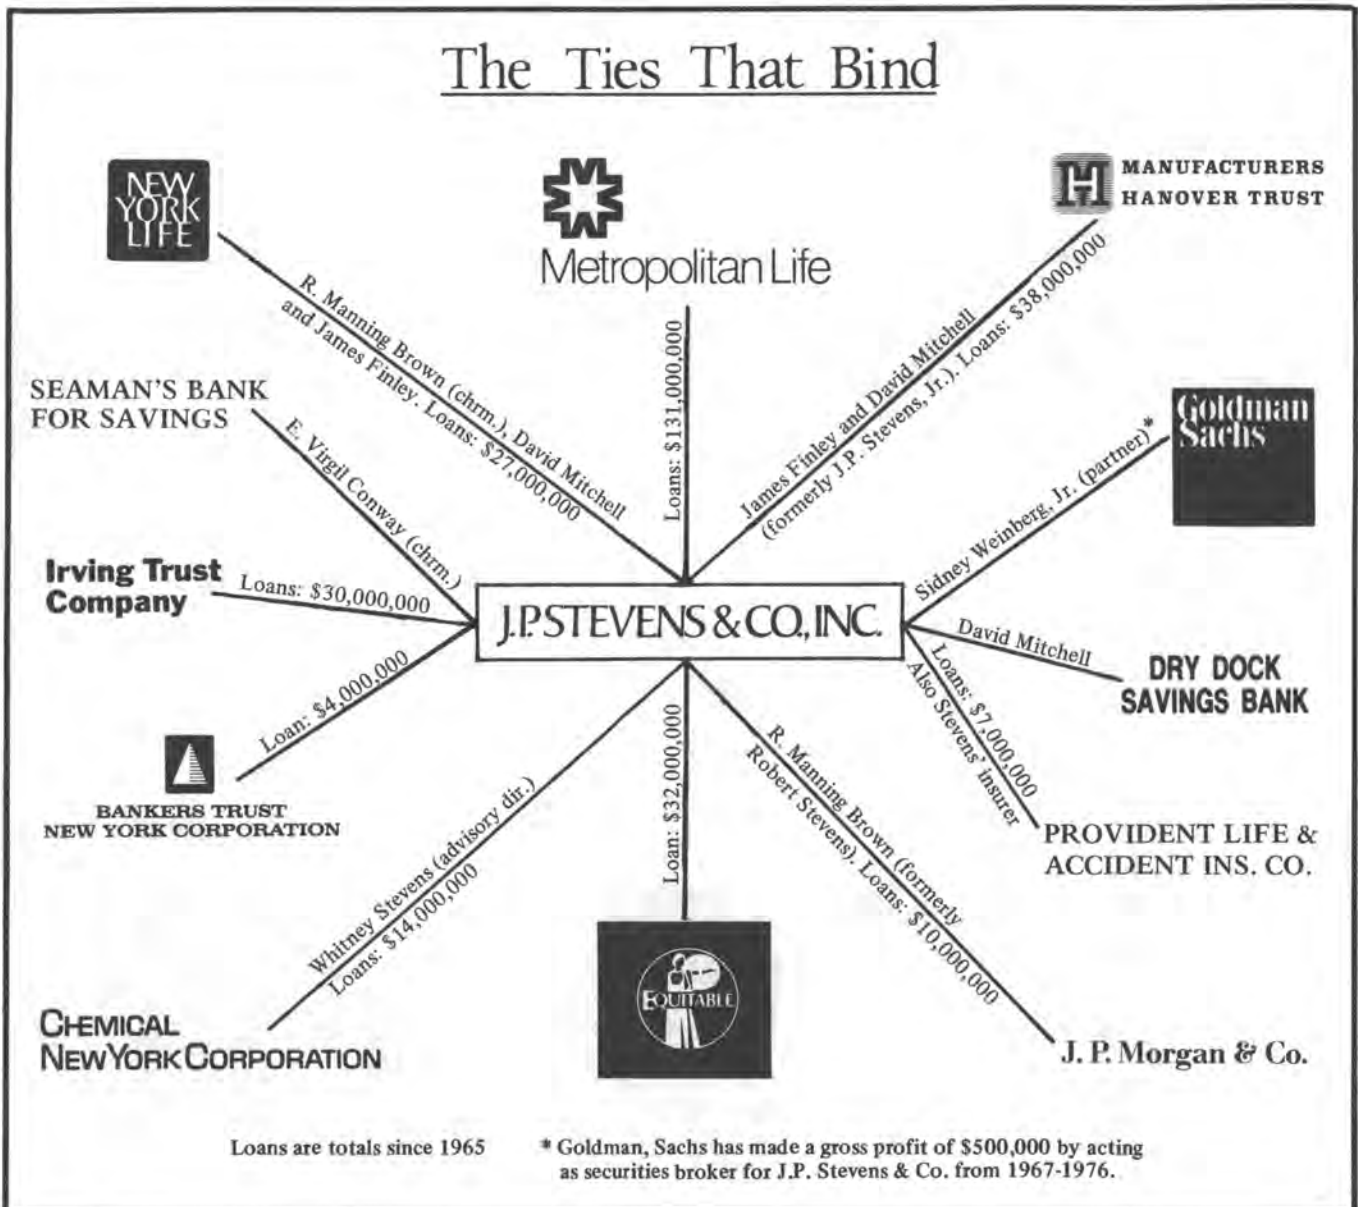 The Ties That Bind
NEW
YORK
LIFE
Metropolitan Life
H
MANUFACTURERS
HANOVER TRUST
R. Manning Brown (chrm.), David Mitchell
and James Finley. Loans: $27,000,000
Loans: $131,000,000
James Finley and David Mitchell
(formerly J.P. Stevens, Jr.). Loans: $38,000,000
SEAMAN'S BANK
FOR SAVINGS
E. Virgil Conway (chrm.)
Goldman
Sachs
Sidney Weinberg, Jr. (partner)*
Irving Trust
Company
Loans: $30,000,000
J.P. STEVENS & CO., INC.
David Mitchell
DRY DOCK
SAVINGS BANK
Loan: $4,000,000
BANKERS TRUST
NEW YORK CORPORATION
Loans: $7,000,000
Also Stevens' insurer
PROVIDENT LIFE &
ACCIDENT INS. CO.
Whitney Stevens (advisory dir.)
Loans: $14,000,000
CHEMICAL
NEW YORK CORPORATION
Loan: $32,000,000
EQUITABLE
R. Manning Brown (formerly
Robert Stevens). Loans: $10,000,000
J. P. Morgan & Co.
Loans are totals since 1965
* Goldman, Sachs has made a gross profit of $500,000 by acting
as securities broker for J.P. Stevens & Co. from 1967-1976.